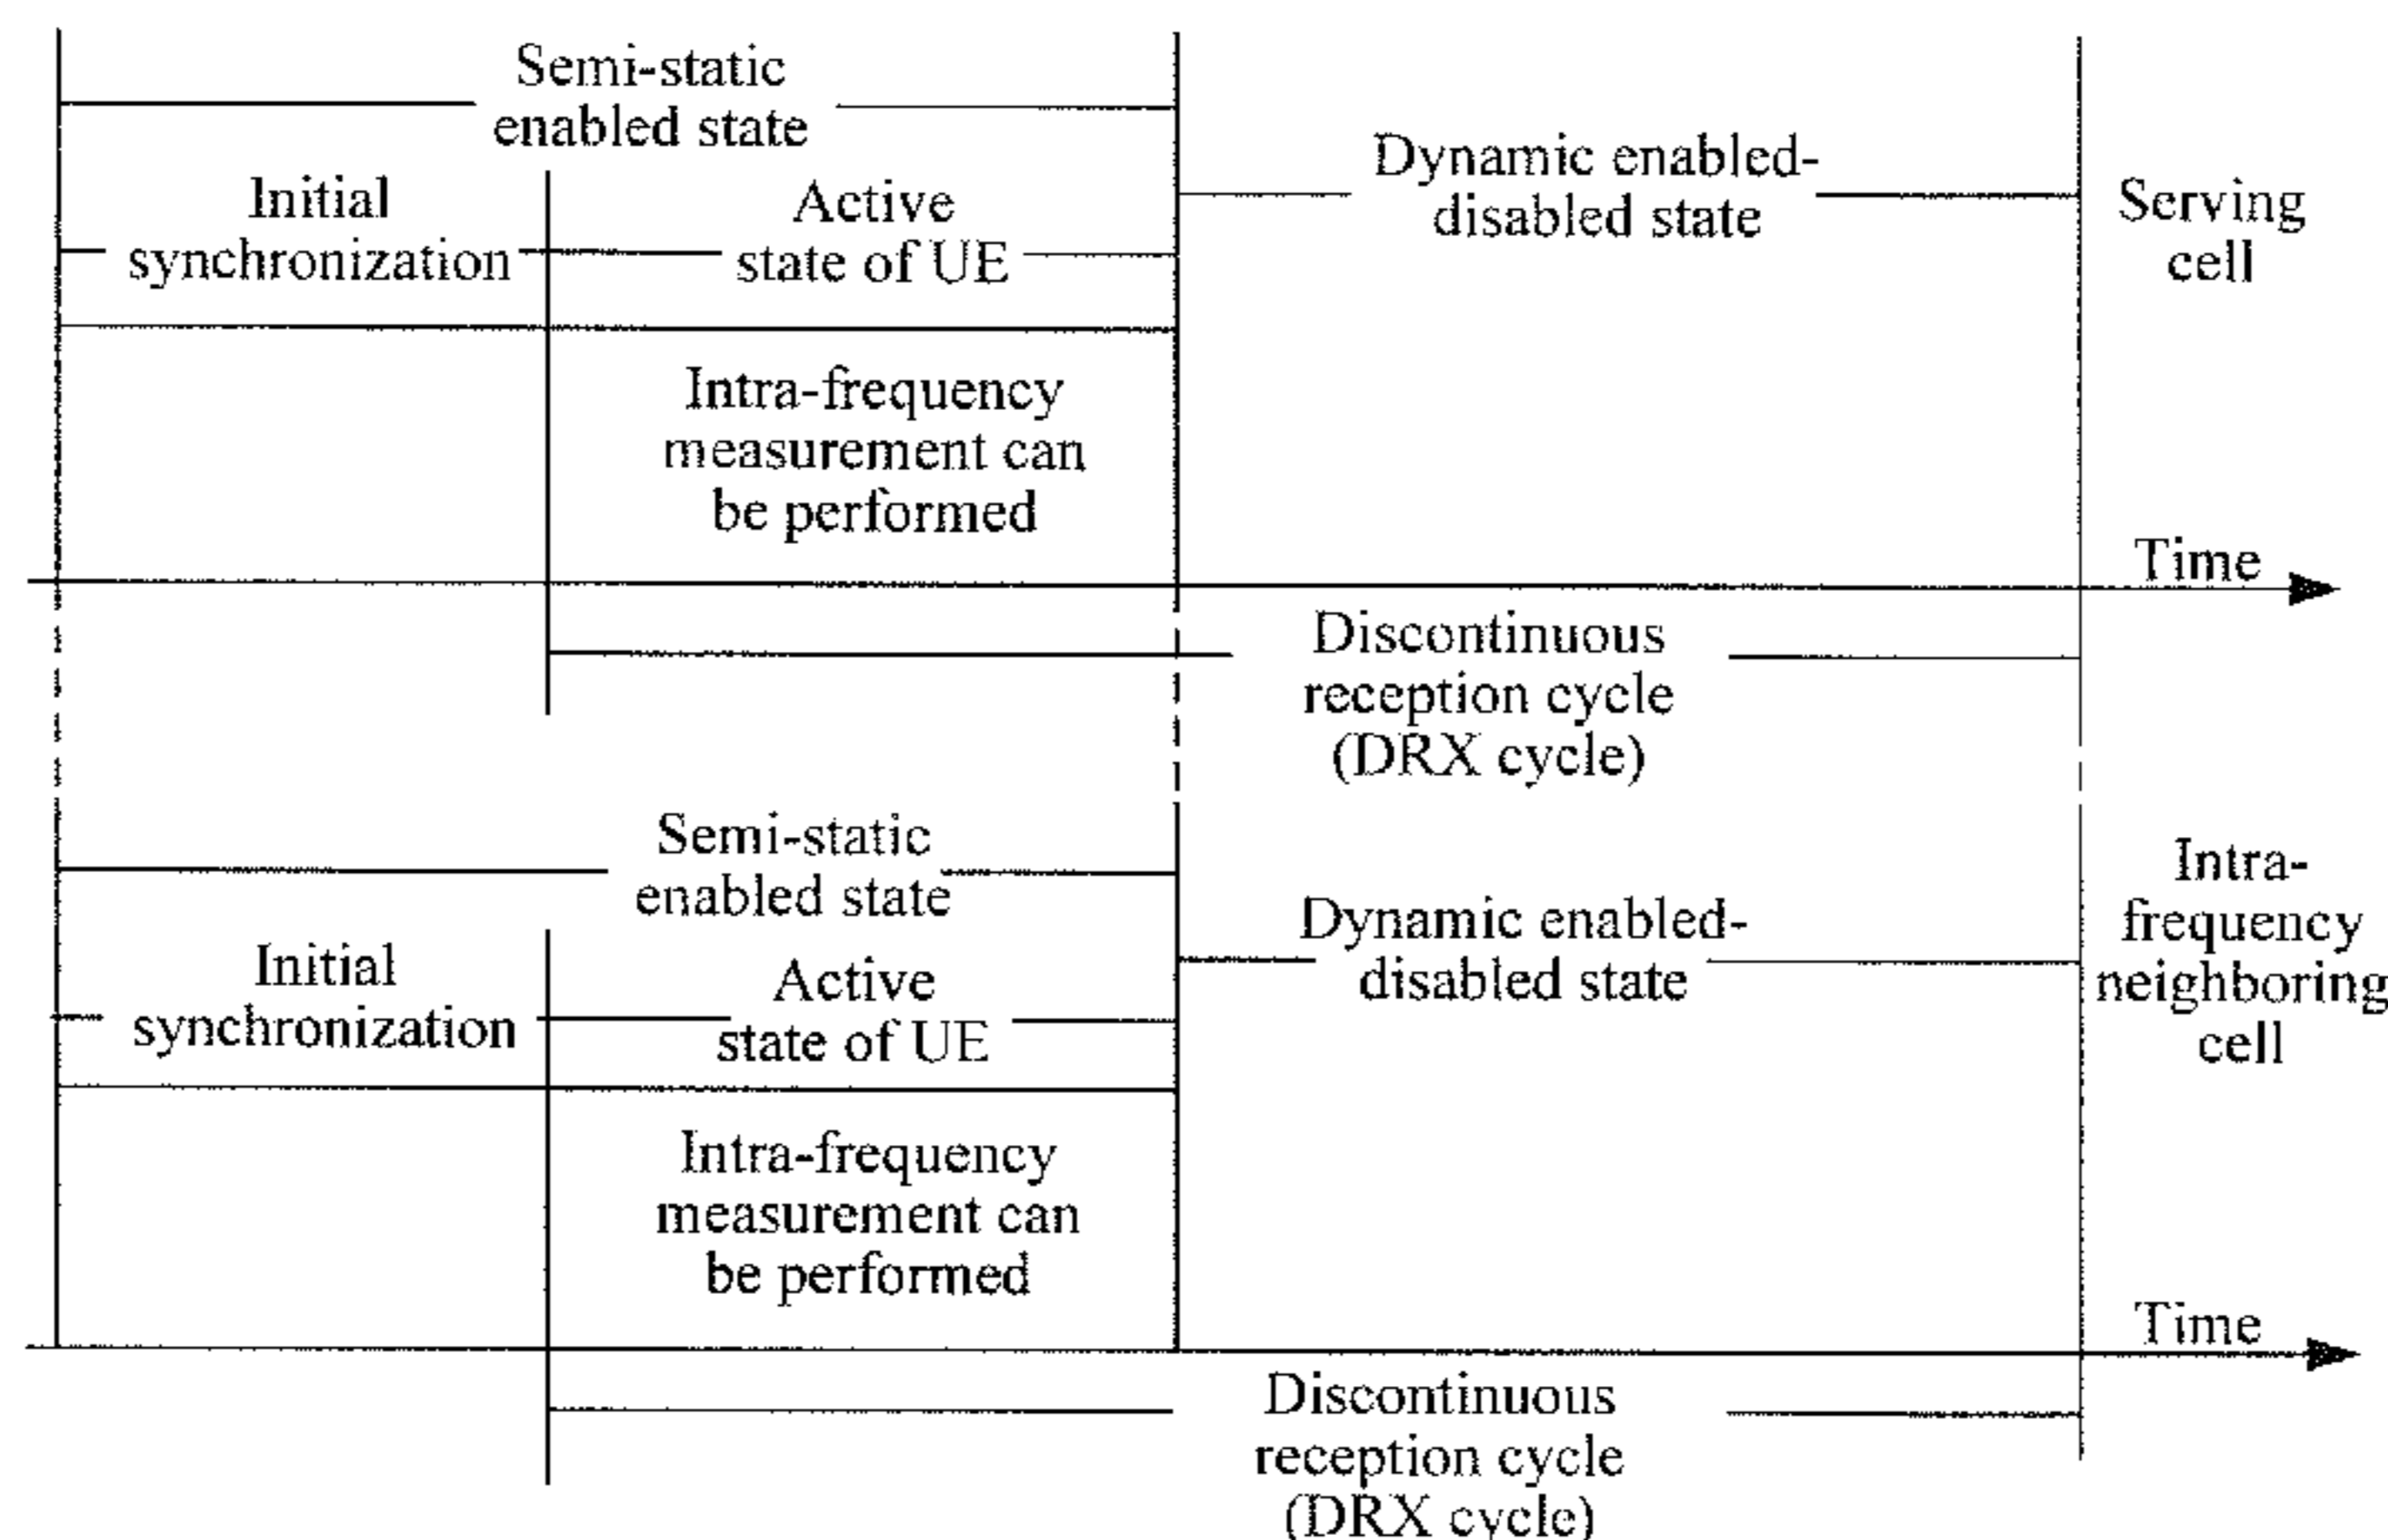 Semi-static
enabled state
Initial
synchronization
Active
state of UE
Dynamic enabled-
disabled state
Serving
cell
Intra-frequency
measurement can
be performed
Time
Discontinuous
reception cycle
(DRX cycle)
Semi-static
enabled state
Initial
synchronization
Active
state of UE
Dynamic enabled-
disabled state
Intra-
frequency
neighboring
cell
Intra-frequency
measurement can
be performed
Time
Discontinuous
reception cycle
(DRX cycle)